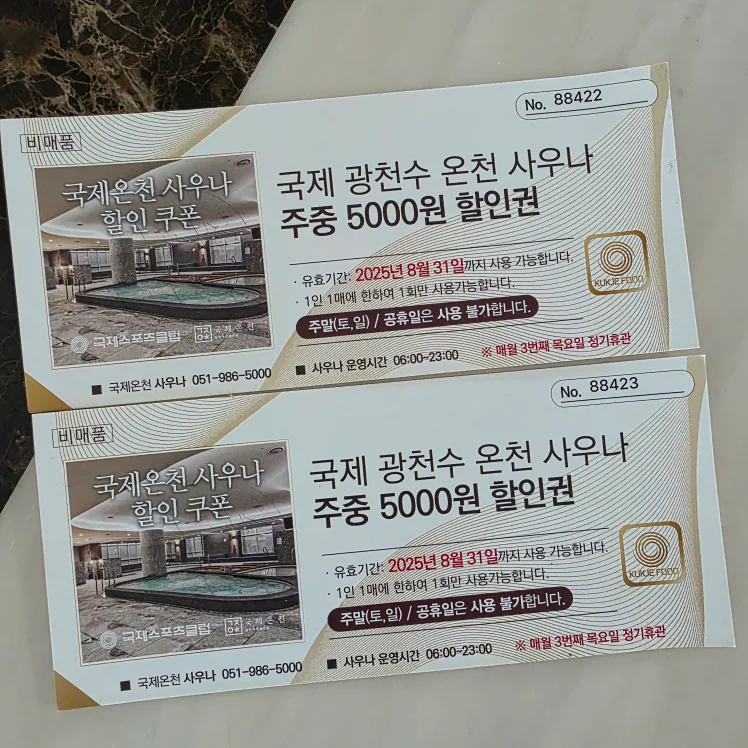 No. 88422
비매품
국제온천 사우나
할인 쿠폰
국제 광천수 온천 사우나
주중 5000원 할인권
· 유효기간: 2025년 8월 31일까지 사용 가능합니다.
· 1인 1매에 한하여 1회만 사용가능합니다.
주말(토,일) / 공휴일은 사용 불가합니다.
KUKJE FOOD
국제스포츠클럽
국제온천
■ 국제온천 사우나 051-986-5000
■ 사우나 운영시간 06:00~23:00
※ 매월 3번째 목요일 정기휴관
No. 88423
비매품
국제온천 사우나
할인 쿠폰
국제 광천수 온천 사우나
주중 5000원 할인권
· 유효기간: 2025년 8월 31일까지 사용 가능합니다.
· 1인 1매에 한하여 1회만 사용가능합니다.
주말(토,일) / 공휴일은 사용 불가합니다.
KUKJE FOOD
국제스포츠클럽
국제온천
■ 국제온천 사우나 051-986-5000
■ 사우나 운영시간 06:00~23:00
※ 매월 3번째 목요일 정기휴관